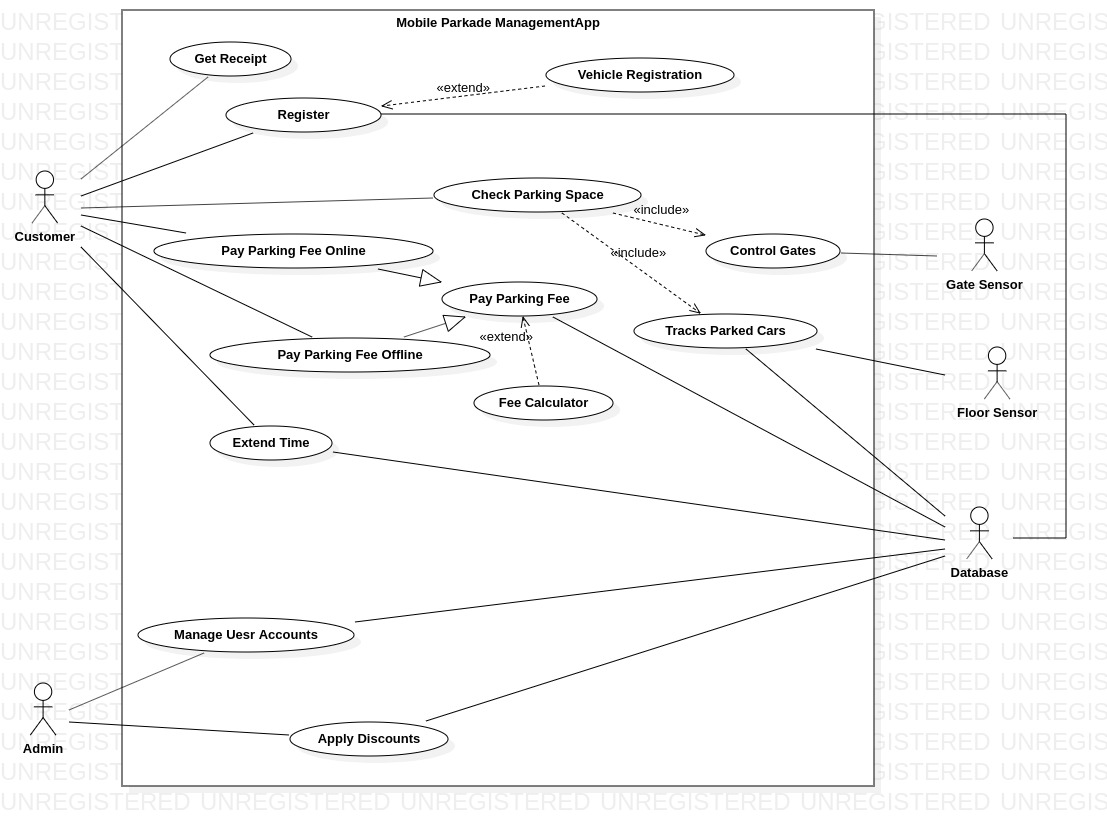 Mobile Parkade ManagementApp
Get Receipt
Vehicle Registration
«extend»
Register
Customer
Check Parking Space
«include»
Pay Parking Fee Online
Control Gates
«include»
Gate Sensor
Pay Parking Fee
Tracks Parked Cars
«extend»
Pay Parking Fee Offline
Fee Calculator
Floor Sensor
Extend Time
Database
Manage Uesr Accounts
Admin
Apply Discounts
UNREGISTERED UNREGISTERED UNREGISTERED UNREGISTERED UNREGISTERED UNREGIS